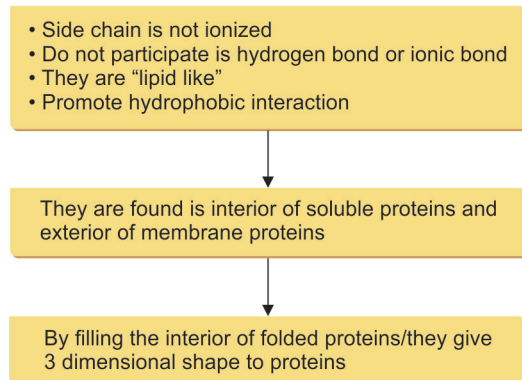 • Side chain is not ionized
• Do not participate is hydrogen bond or ionic bond
• They are “lipid like”
• Promote hydrophobic interaction
They are found is interior of soluble proteins and
exterior of membrane proteins
By filling the interior of folded proteins/they give
3 dimensional shape to proteins